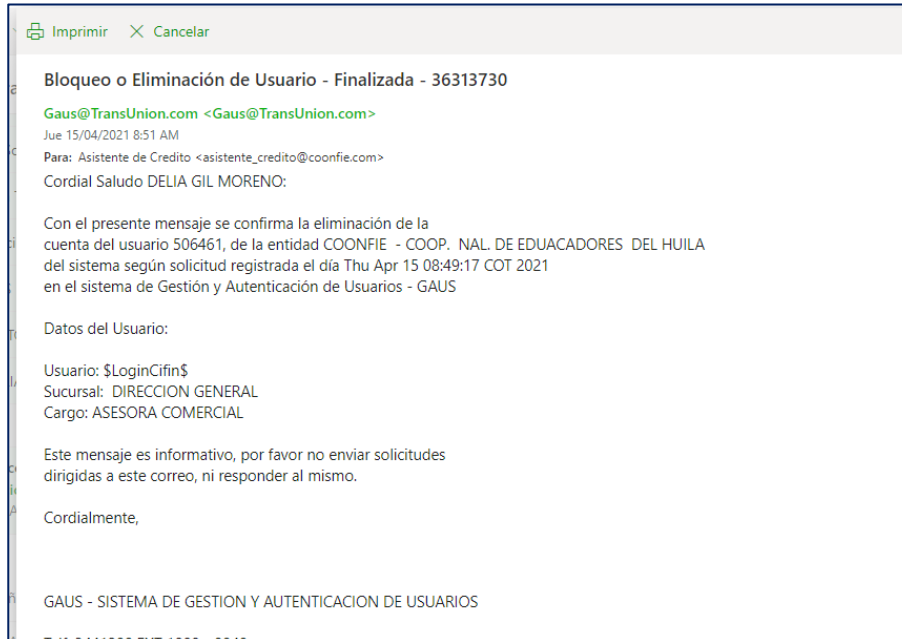 Imprimir Cancelar
Bloqueo o Eliminación de Usuario - Finalizada - 36313730
Gaus@TransUnion.com <Gaus@TransUnion.com>
Jue 15/04/2021 8:51 AM
Para: Asistente de Credito <asistente_credito@coonfie.com>
Cordial Saludo DELIA GIL MORENO:
Con el presente mensaje se confirma la eliminación de la
cuenta del usuario 506461, de la entidad COONFIE - COOP. NAL. DE EDUACADORES DEL HUILA
del sistema según solicitud registrada el día Thu Apr 15 08:49:17 COT 2021
en el sistema de Gestión y Autenticación de Usuarios - GAUS
Datos del Usuario:
Usuario: $LoginCifin$
Sucursal: DIRECCION GENERAL
Cargo: ASESORA COMERCIAL
Este mensaje es informativo, por favor no enviar solicitudes
dirigidas a este correo, ni responder al mismo.
Cordialmente,
GAUS - SISTEMA DE GESTION Y AUTENTICACION DE USUARIOS